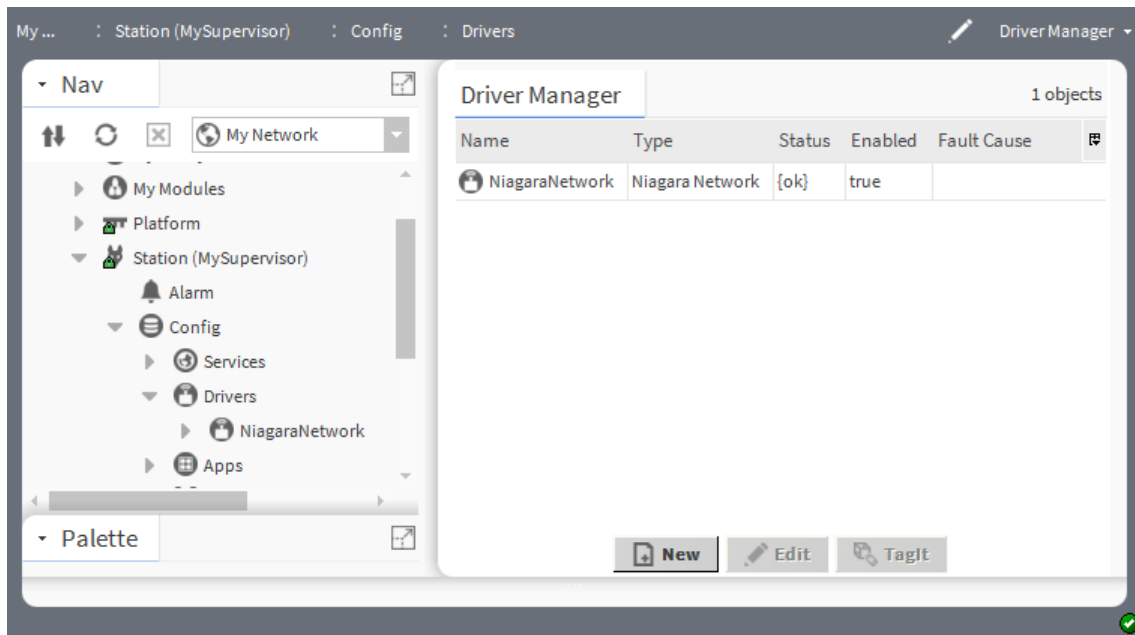 My ... : Station (MySupervisor) : Config : Drivers Driver Manager
Nav
My Network
My Modules
Platform
Station (MySupervisor)
Alarm
Config
Services
Drivers
NiagaraNetwork
Apps
Palette
Driver Manager 1 objects
Name Type Status Enabled Fault Cause
NiagaraNetwork Niagara Network {ok} true
New Edit TagIt